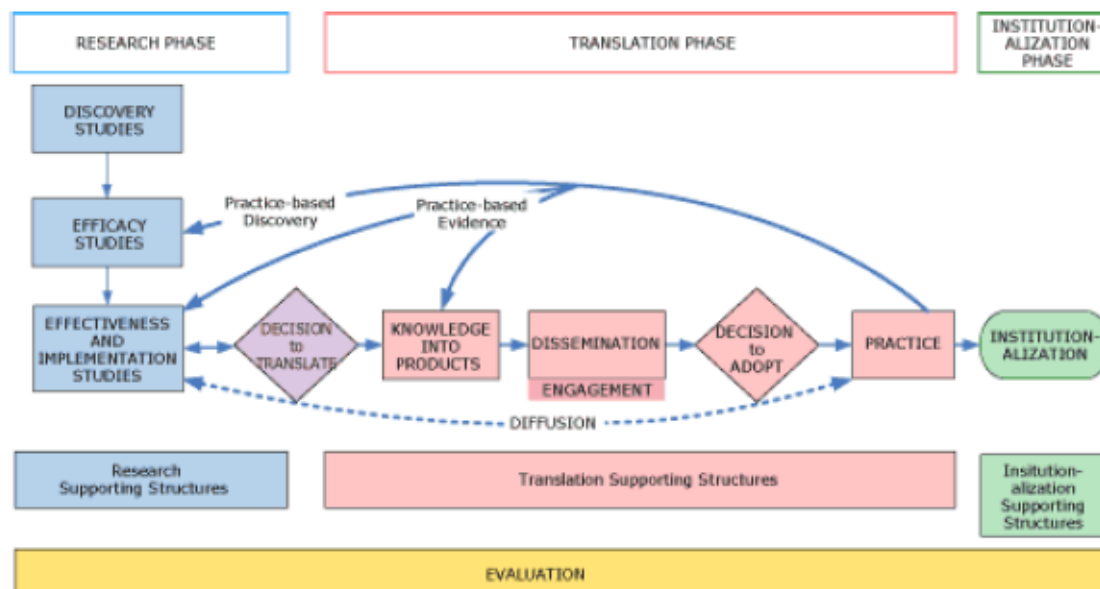 RESEARCH PHASE
TRANSLATION PHASE
INSTITUTION-
ALIZATION
PHASE
DISCOVERY
STUDIES
EFFICACY
STUDIES
Practice-based
Discovery
Practice-based
Evidence
EFFECTIVENESS
AND
IMPLEMENTATION
STUDIES
DECISION
to
TRANSLATE
KNOWLEDGE
INTO
PRODUCTS
DISSEMINATION
ENGAGEMENT
DECISION
to
ADOPT
PRACTICE
INSTITUTION-
ALIZATION
DIFFUSION
Research
Supporting Structures
Translation Supporting Structures
Insitution-
alization
Supporting
Structures
EVALUATION